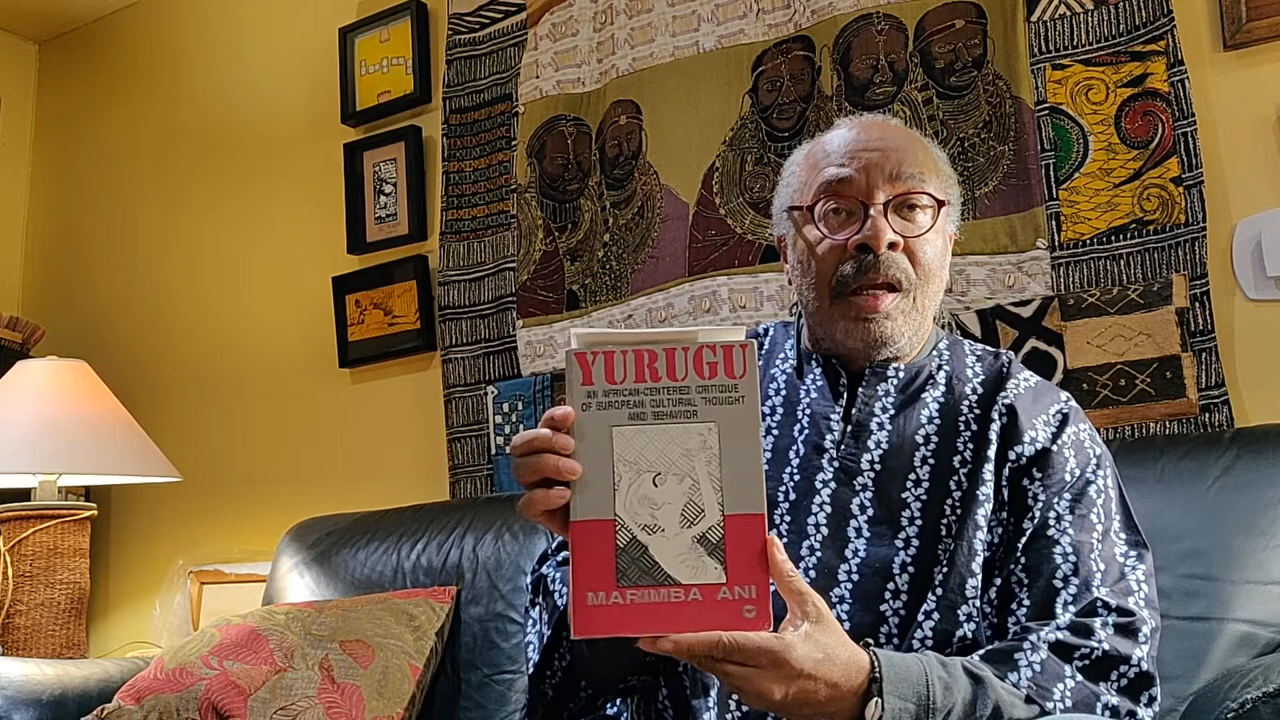 YURUGU
AN AFRICAN-CENTERED CRITIQUE
OF EUROPEAN CULTURAL THOUGHT
AND BEHAVIOR
MARIMBA ANI